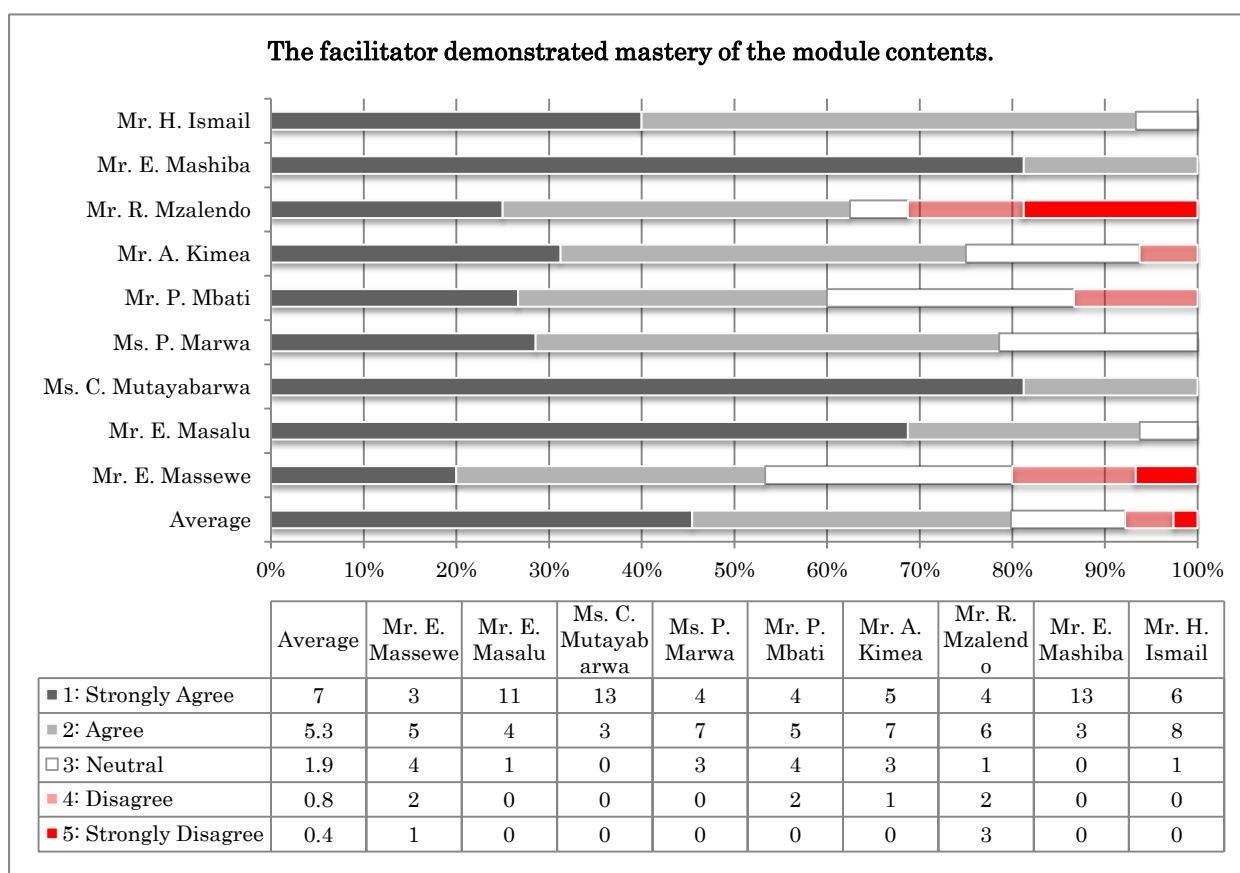 The facilitator demonstrated mastery of the module contents.
Mr. H. Ismail
Mr. E. Mashiba
Mr. R. Mzalendo
Mr. A. Kimea
Mr. P. Mbati
Ms. P. Marwa
Ms. C. Mutayabarwa
Mr. E. Masalu
Mr. E. Massewe
Average
0% 10% 20% 30% 40% 50% 60% 70% 80% 90% 100%
Average Mr. E. Massewe Mr. E. Masalu Ms. C. Mutayab arwa Ms. P. Marwa Mr. P. Mbati Mr. A. Kimea Mr. R. Mzalend o Mr. E. Mashiba Mr. H. Ismail
1: Strongly Agree 7 3 11 13 4 4 5 4 13 6
2: Agree 5.3 5 4 3 7 5 7 6 3 8
3: Neutral 1.9 4 1 0 3 4 3 1 0 1
4: Disagree 0.8 2 0 0 0 2 1 2 0 0
5: Strongly Disagree 0.4 1 0 0 0 0 0 3 0 0